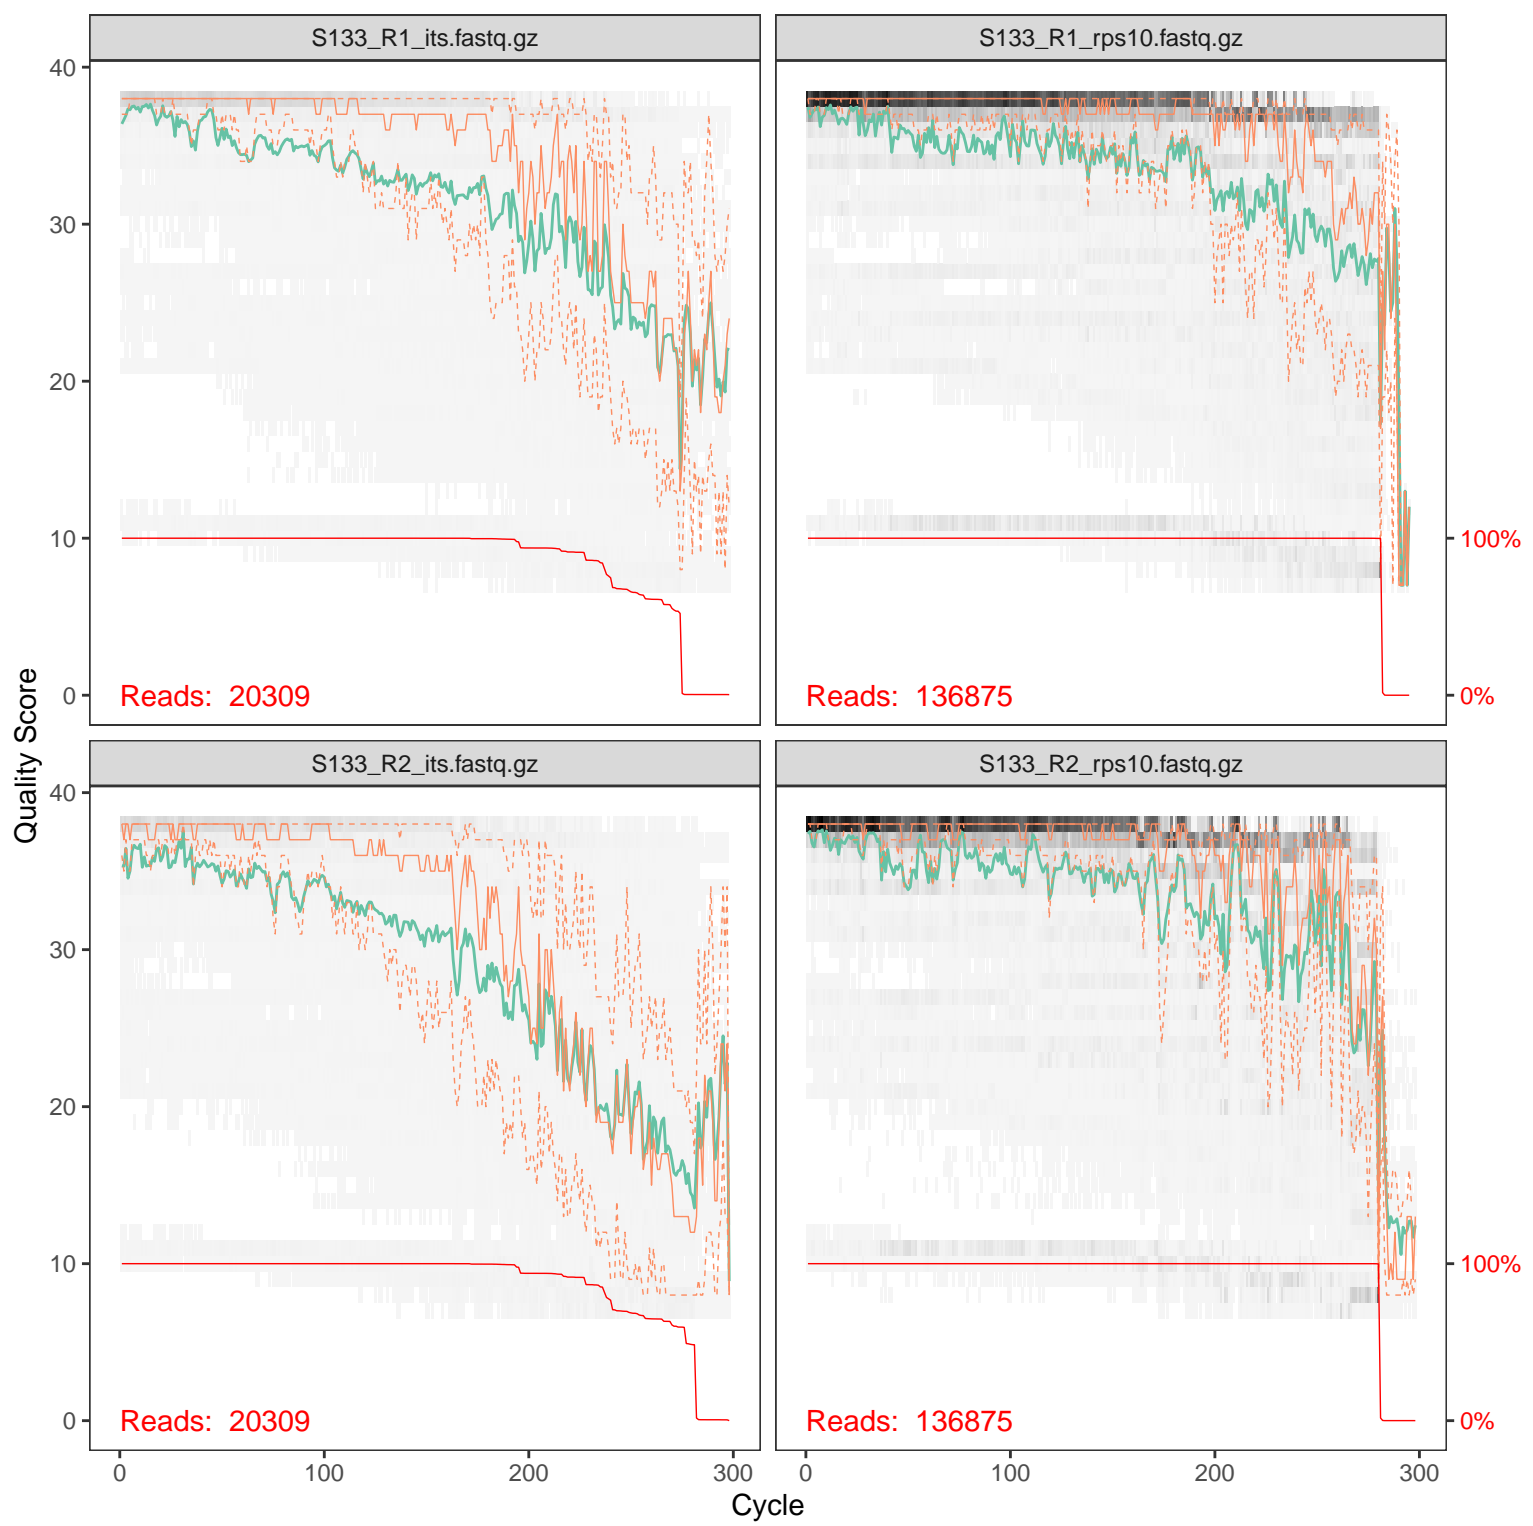 S133_R1_its.fastq.gz
S133_R1_rps10.fastq.gz
40
30
20
10
0
100%
0%
Reads: 20309
Reads: 136875
Quality Score
S133_R2_its.fastq.gz
S133_R2_rps10.fastq.gz
40
30
20
10
0
100%
0%
Reads: 20309
Reads: 136875
0 100 200 300 0 100 200 300
Cycle